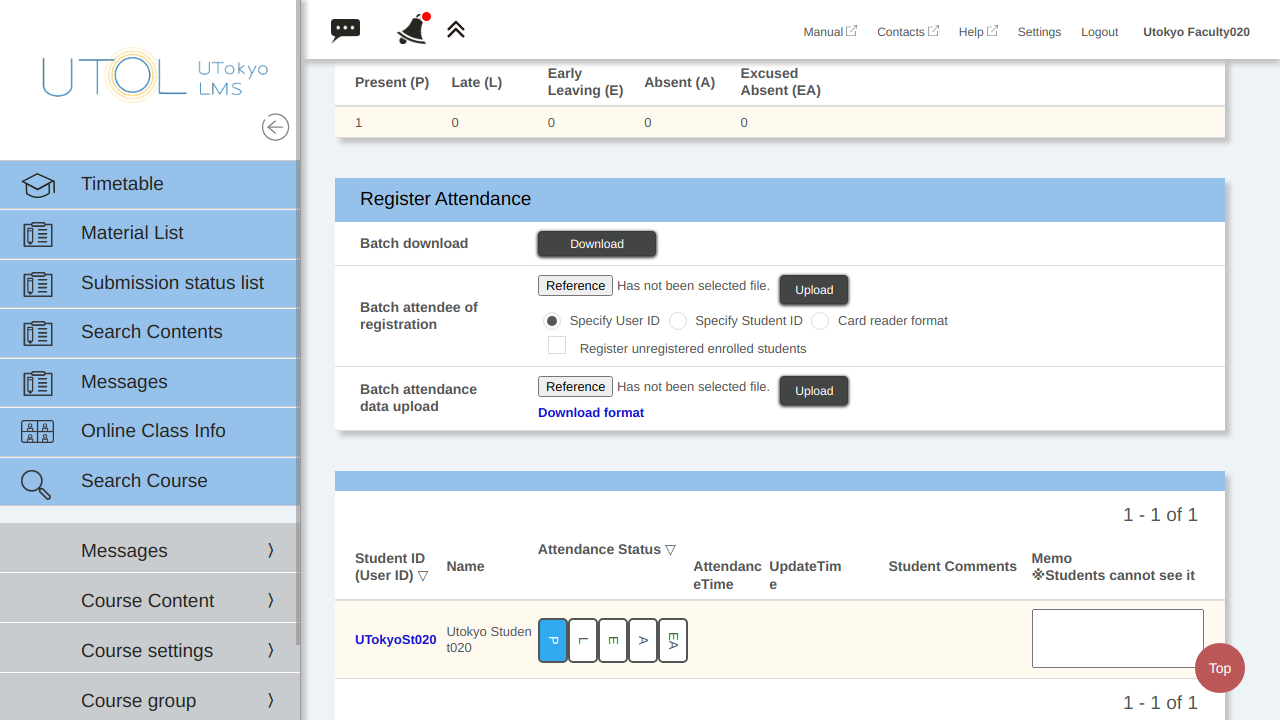 UTOL UTokyo LMS
Manual Contacts Help Settings Logout Utokyo Faculty020
Timetable
Material List
Submission status list
Search Contents
Messages
Online Class Info
Search Course
Messages 〉
Course Content 〉
Course settings 〉
Course group 〉
Present (P) Late (L) Early Leaving (E) Absent (A) Excused Absent (EA)
1 0 0 0 0
Register Attendance
Batch download Download
Batch attendee of registration
Reference Has not been selected file. Upload
Specify User ID Specify Student ID Card reader format
Register unregistered enrolled students
Batch attendance data upload
Reference Has not been selected file. Upload
Download format
1 - 1 of 1
Student ID (User ID) ▽ Name Attendance Status ▽ AttendanceTime UpdateTime Student Comments Memo ※Students cannot see it
UTokyoSt020 Utokyo Student020 P L E A EA
Top
1 - 1 of 1